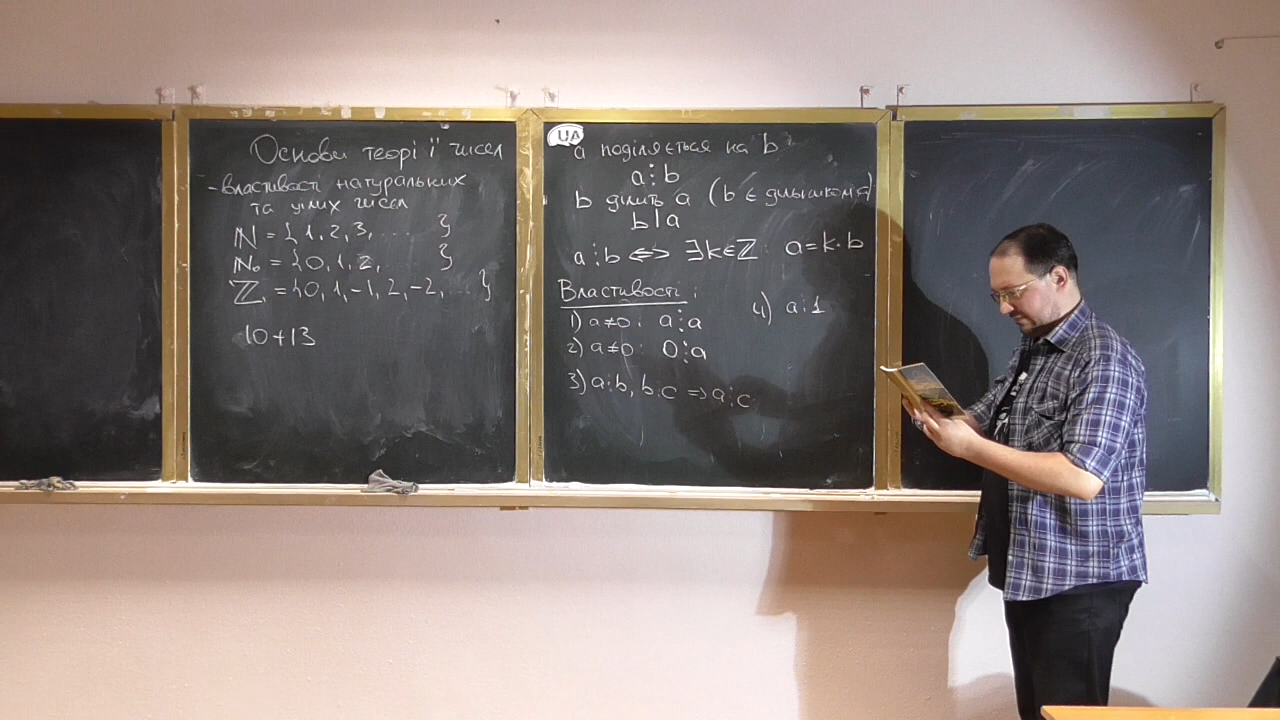 Основи теорії чисел
- властивості натуральних
та цілих чисел
ℕ = {1, 2, 3, ... }
ℕ₀ = {0, 1, 2, }
ℤ = {0, 1, -1, 2, -2, ... }
10+13
UA
a поділяється на b
a⋮b
b ділить a (b є дільником a)
b|a
a⋮b ⟺ ∃k∈ℤ: a=k·b
Властивості:
1) a≠0: a⋮a
2) a≠0: 0⋮a
3) a⋮b, b⋮c ⇒ a⋮c
4) a⋮1